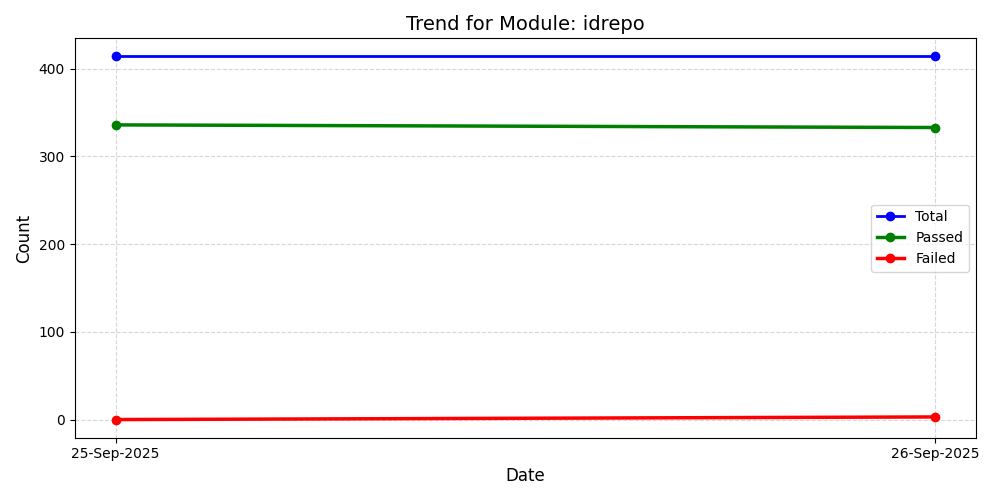 Trend for Module: idrepo
Count
400
300
200
100
0
Total
Passed
Failed
25-Sep-2025
26-Sep-2025
Date